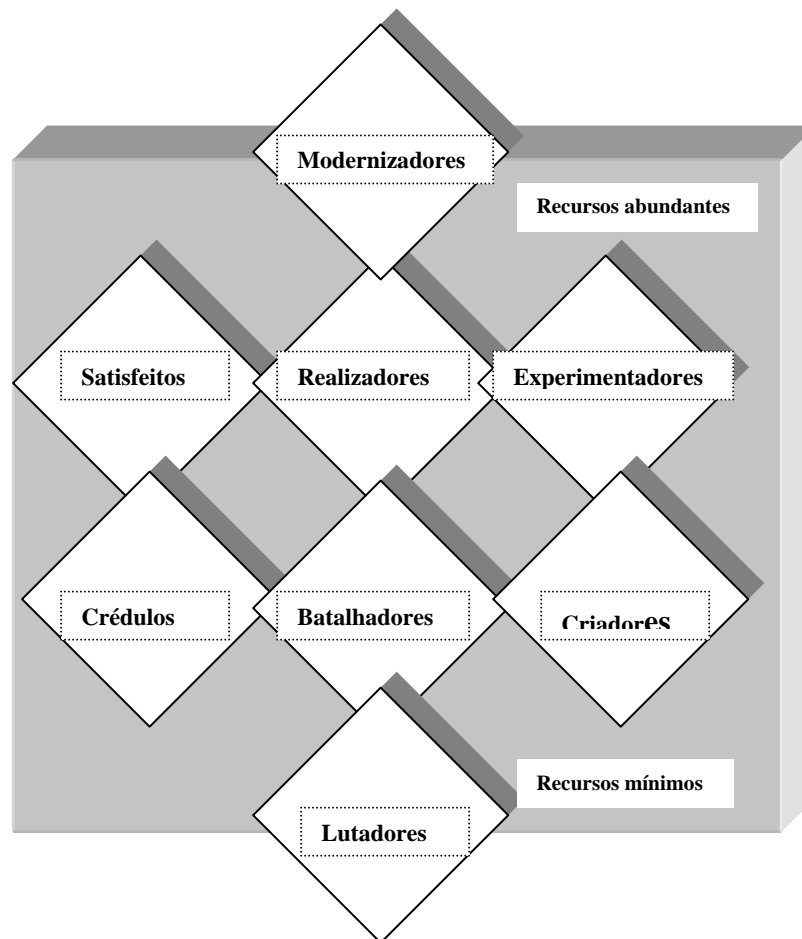 Modernizadores
Recursos abundantes
Satisfeitos
Realizadores
Experimentadores
Crédulos
Batalhadores
Criadores
Recursos mínimos
Lutadores